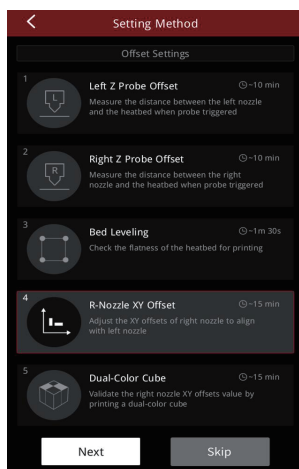 Setting Method
Offset Settings
1
L
Left Z Probe Offset
~10 min
Measure the distance between the left nozzle
and the heatbed when probe triggered
2
R
Right Z Probe Offset
~10 min
Measure the distance between the right
nozzle and the heatbed when probe triggered
3
Bed Leveling
~1m 30s
Check the flatness of the heatbed for printing
4
R-Nozzle XY Offset
~15 min
Adjust the XY offsets of right nozzle to align
with left nozzle
5
Dual-Color Cube
~15 min
Validate the right nozzle XY offsets value by
printing a dual-color cube
Next
Skip